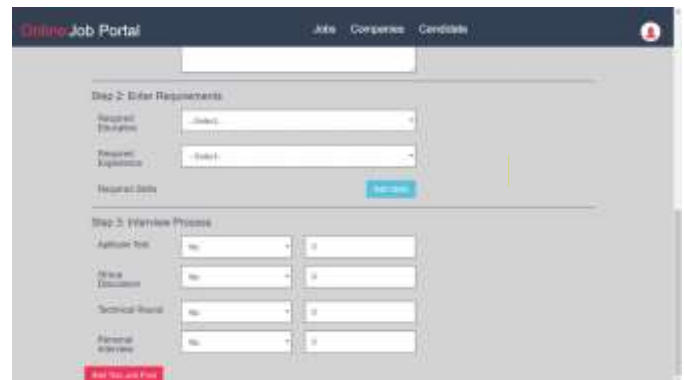 Online Job Portal
Jobs Companies Candidate
Step 2: Enter Requirements
Required
Education
- Select-
Required
Experience
- Select-
Required Skills
Add Skills
Step 3: Interview Process
Aptitude Test
No
0
Group
Discussion
No
0
Technical Round
No
0
Personal
Interview
No
0